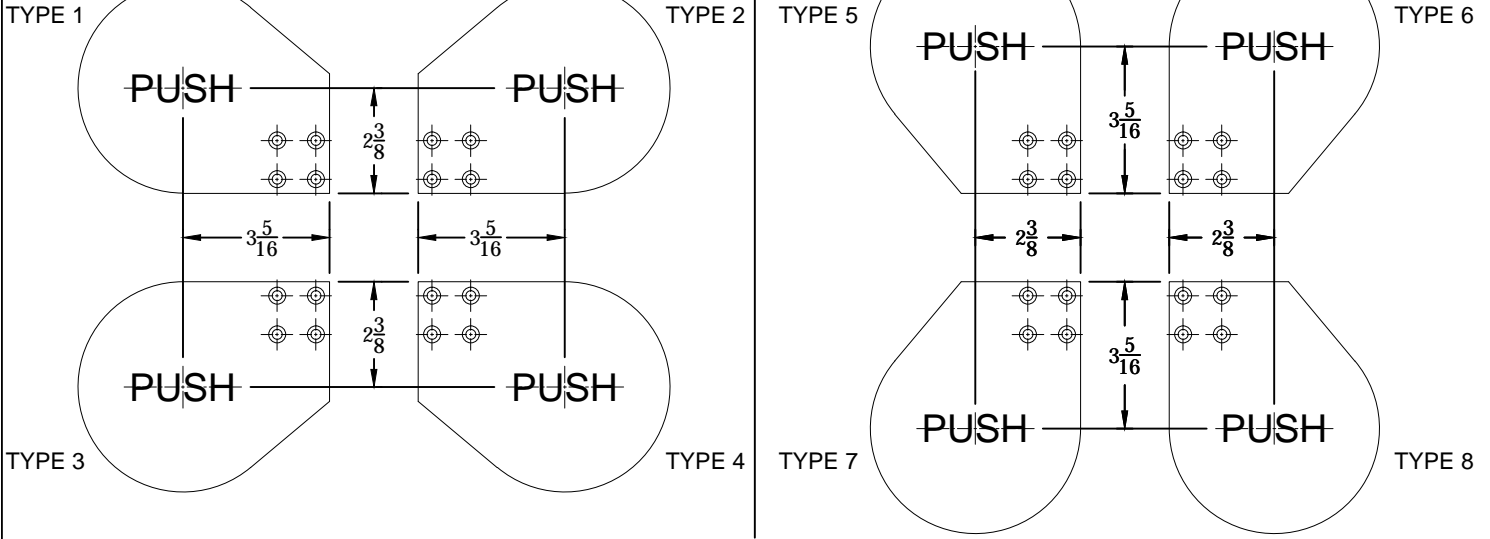 TYPE 1
TYPE 2
TYPE 5
TYPE 6
PUSH
PUSH
PUSH
PUSH
2 3/8
3 5/16
3 5/16
3 5/16
2 3/8
2 3/8
2 3/8
3 5/16
PUSH
PUSH
PUSH
PUSH
TYPE 3
TYPE 4
TYPE 7
TYPE 8